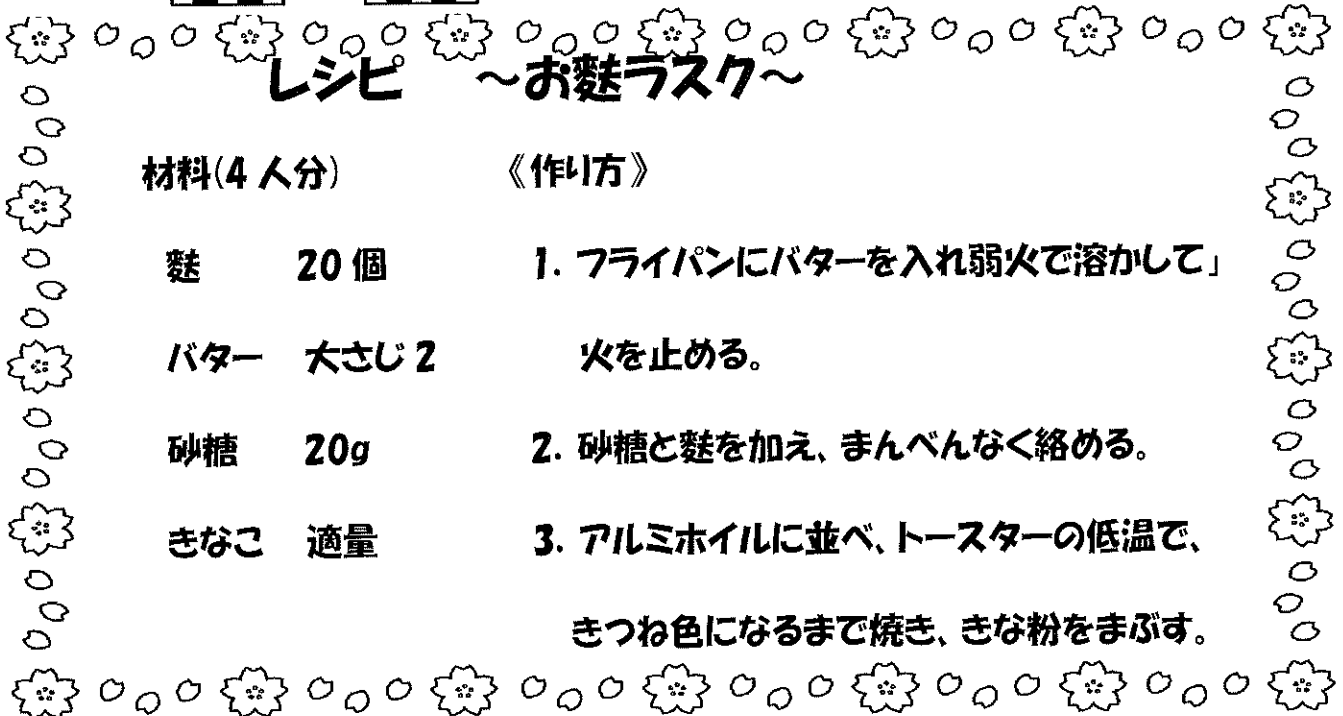 レシピ ～お麩ラスク～
材料(4人分)
麩 20個
バター 大さじ2
砂糖 20g
きなこ 適量
《作り方》
1. フライパンにバターを入れ弱火で溶かして」
火を止める。
2. 砂糖と麩を加え、まんべんなく絡める。
3. アルミホイルに並べ、トースターの低温で、
きつね色になるまで焼き、きな粉をまぶす。